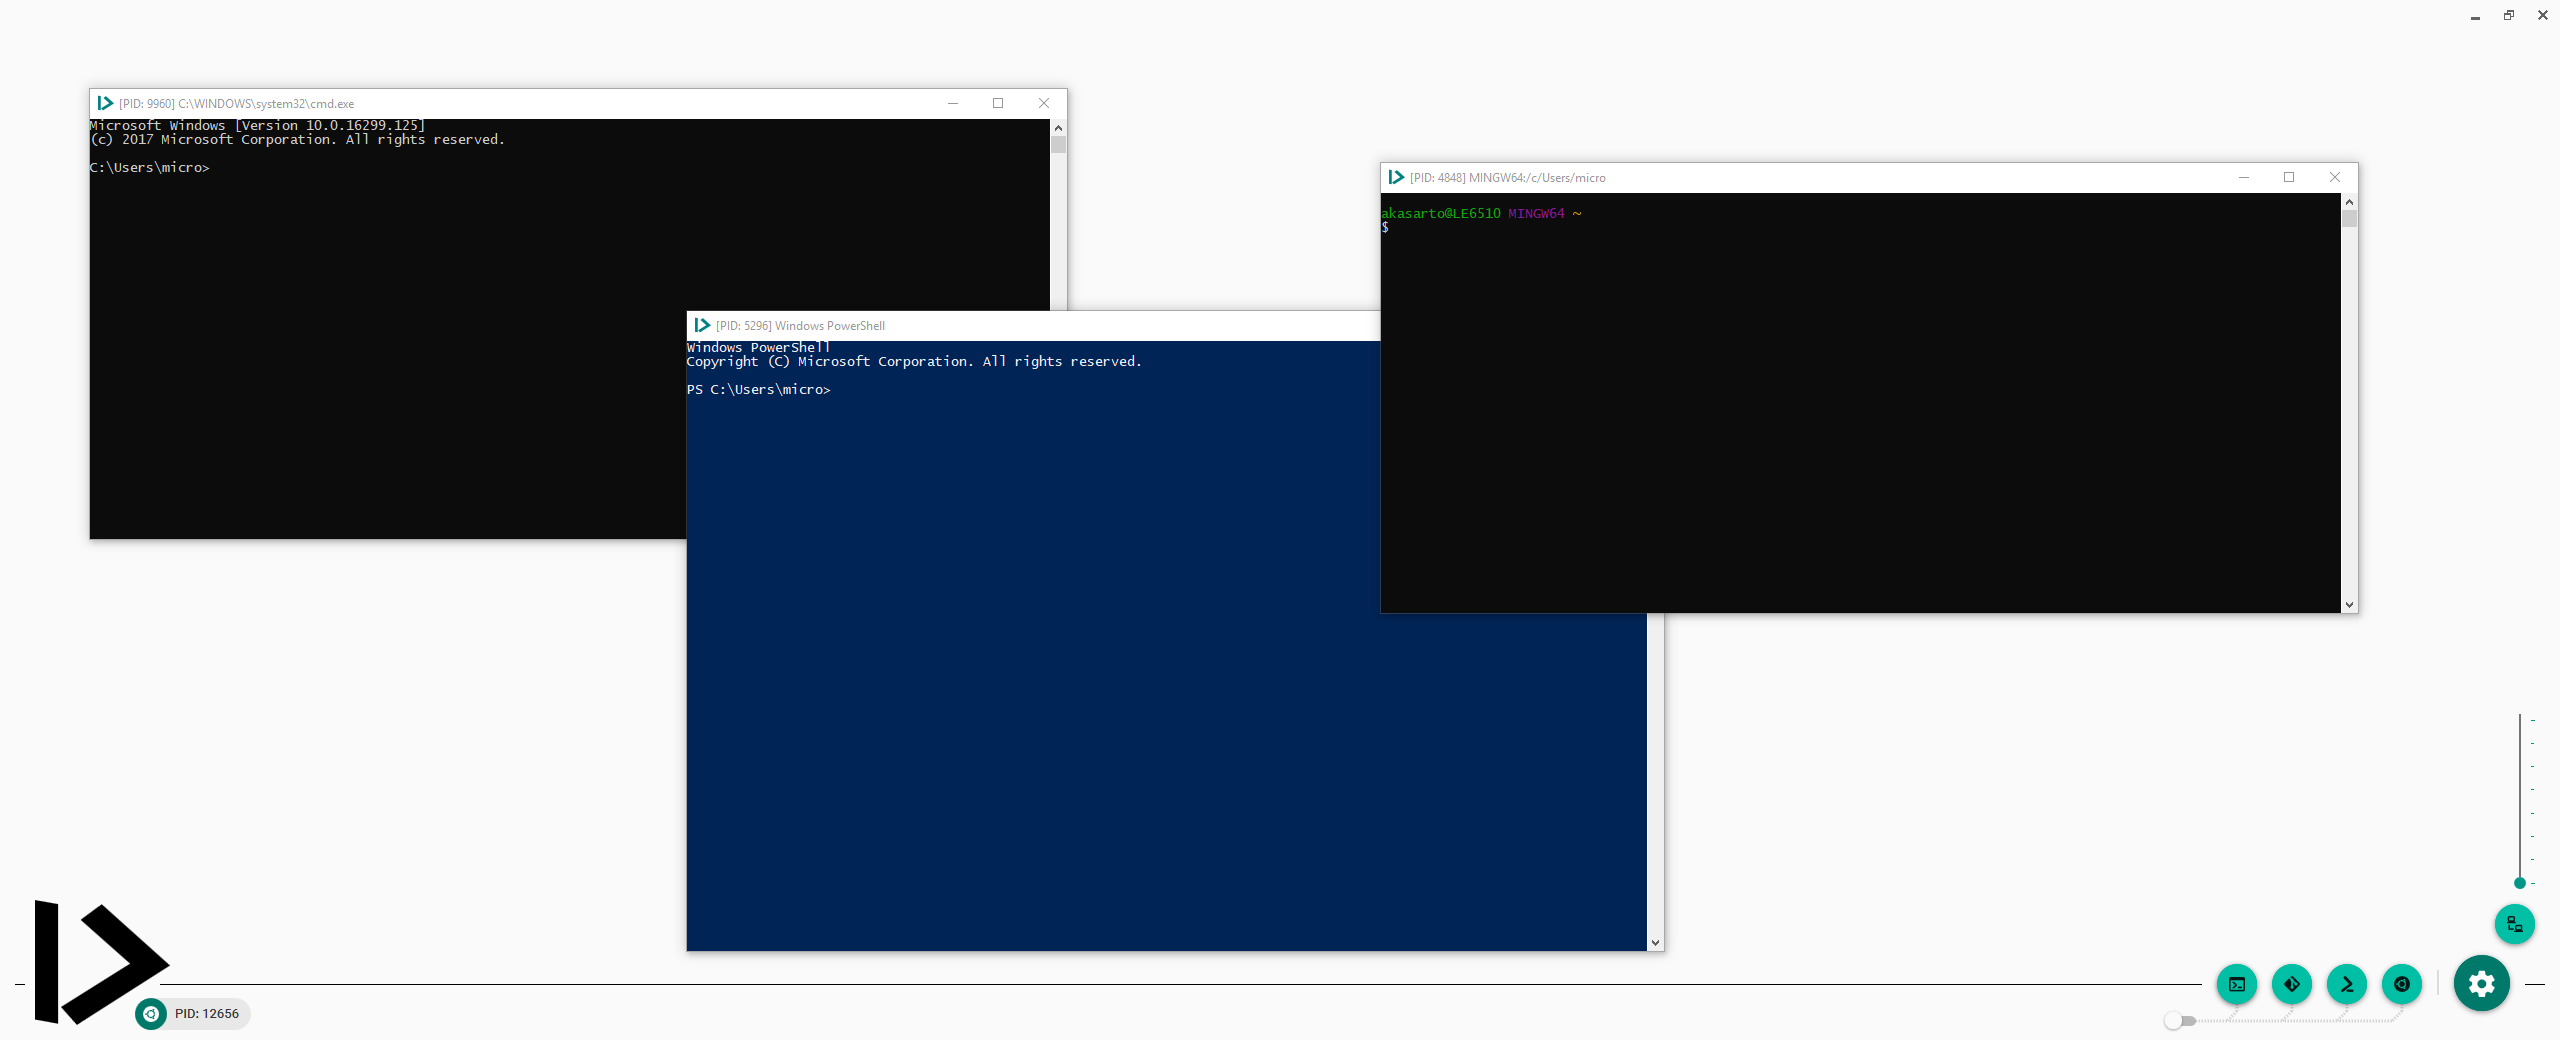 [PID: 9960] C:\WINDOWS\system32\cmd.exe
Microsoft Windows [Version 10.0.16299.125]
(c) 2017 Microsoft Corporation. All rights reserved.
C:\Users\micro>
[PID: 4848] MINGW64:/c/Users/micro
akasarto@LE6510 MINGW64 ~
$
[PID: 5296] Windows PowerShell
Windows PowerShell
Copyright (C) Microsoft Corporation. All rights reserved.
PS C:\Users\micro>
PID: 12656